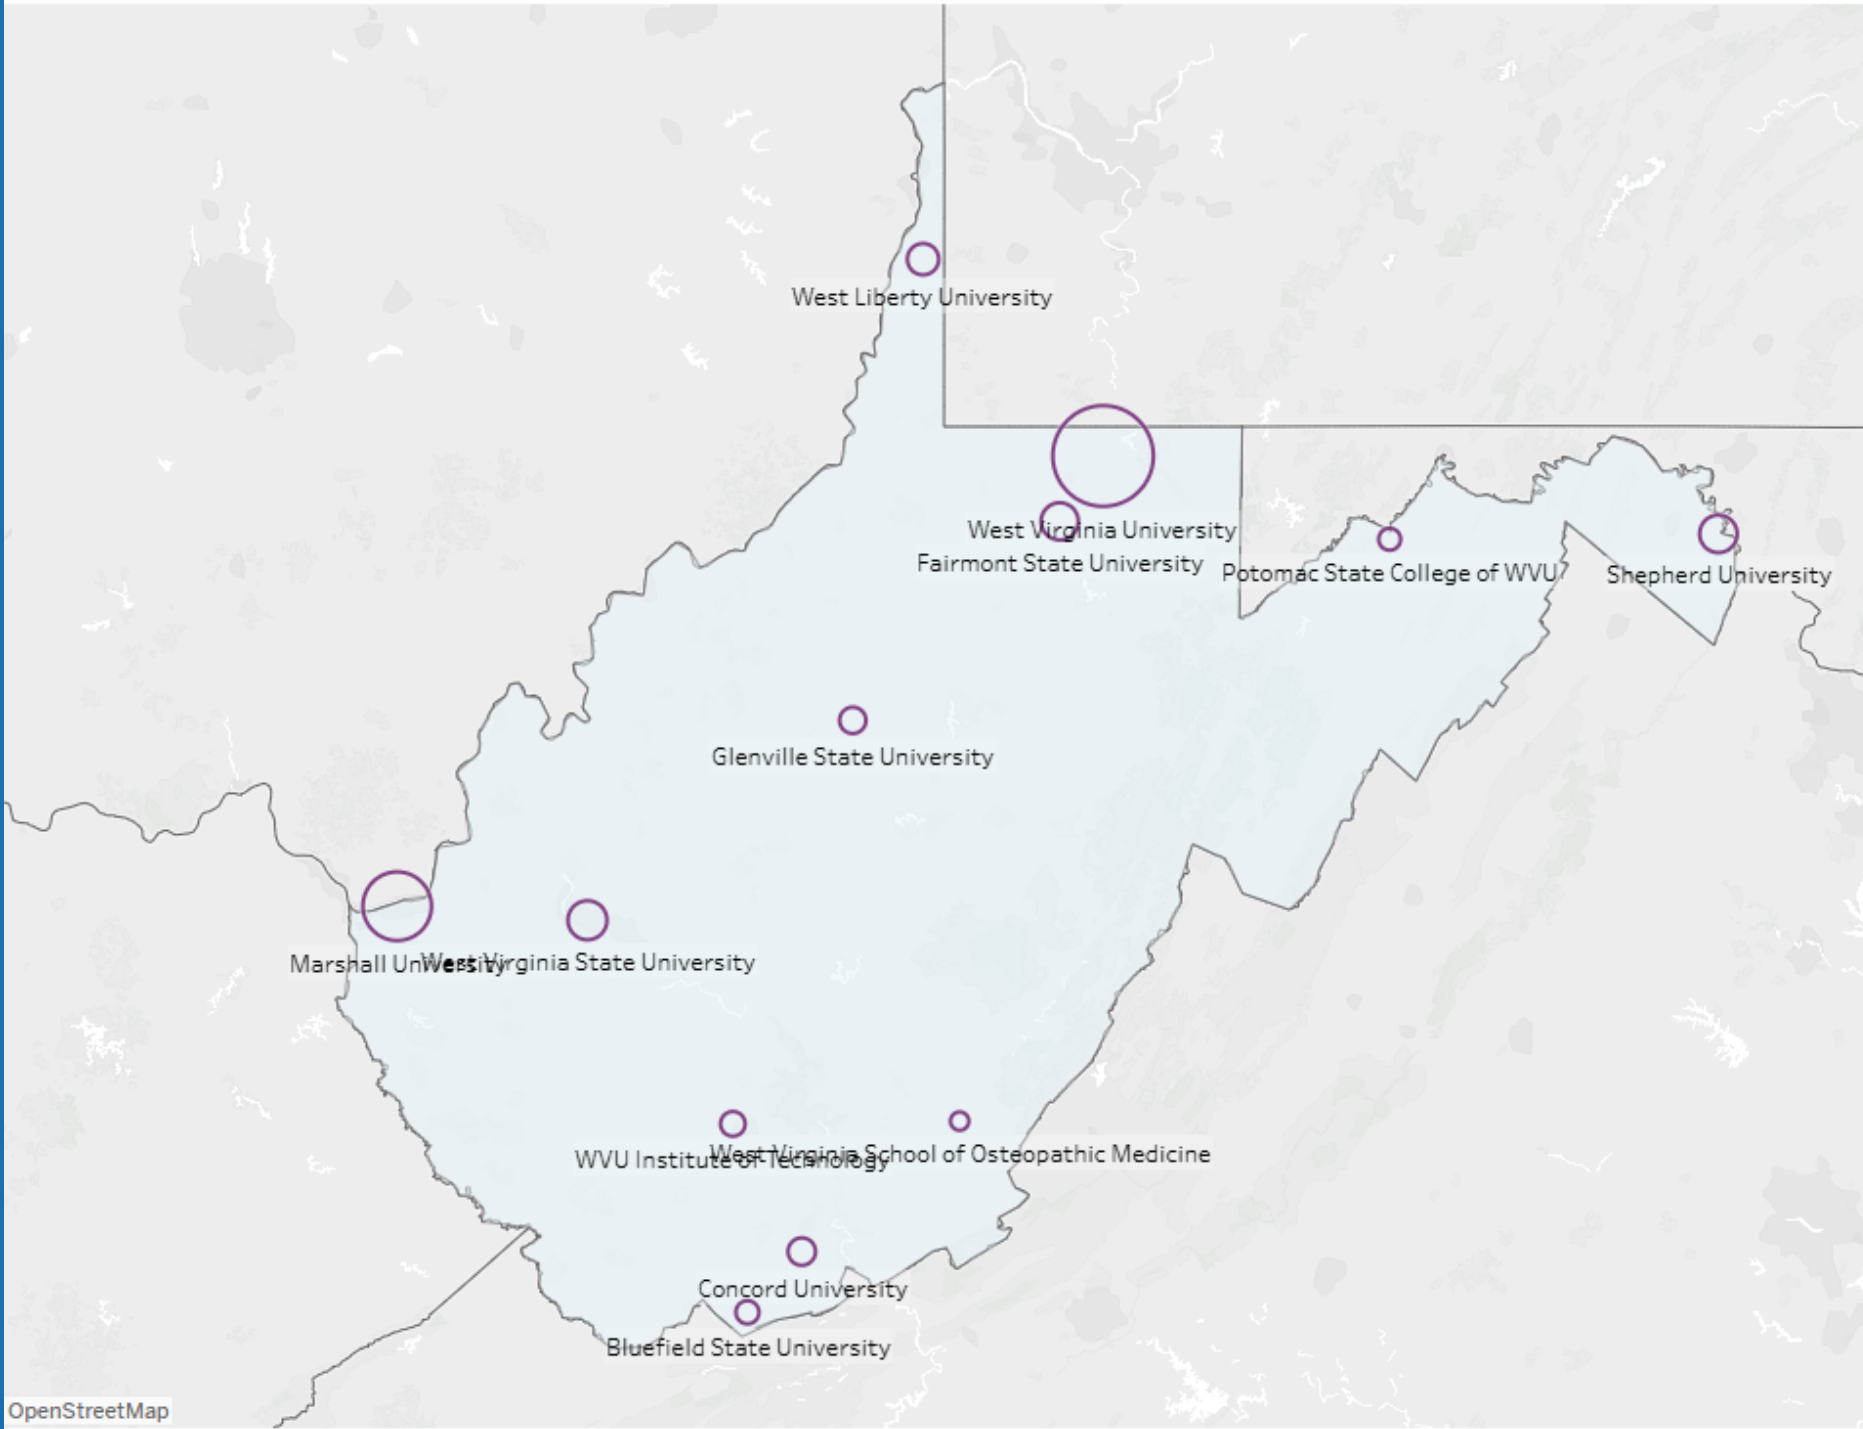 West Liberty University
West Virginia University
Fairmont State University
Potomac State College of WVU
Shepherd University
Glenville State University
Marshall University
West Virginia State University
WVU Institute of Technology
West Virginia School of Osteopathic Medicine
Concord University
Bluefield State University
OpenStreetMap